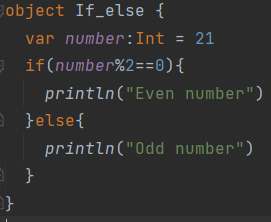 object If_else {
  var number:Int = 21
  if(number%2==0){
    println("Even number")
  }else{
    println("Odd number")
  }
}